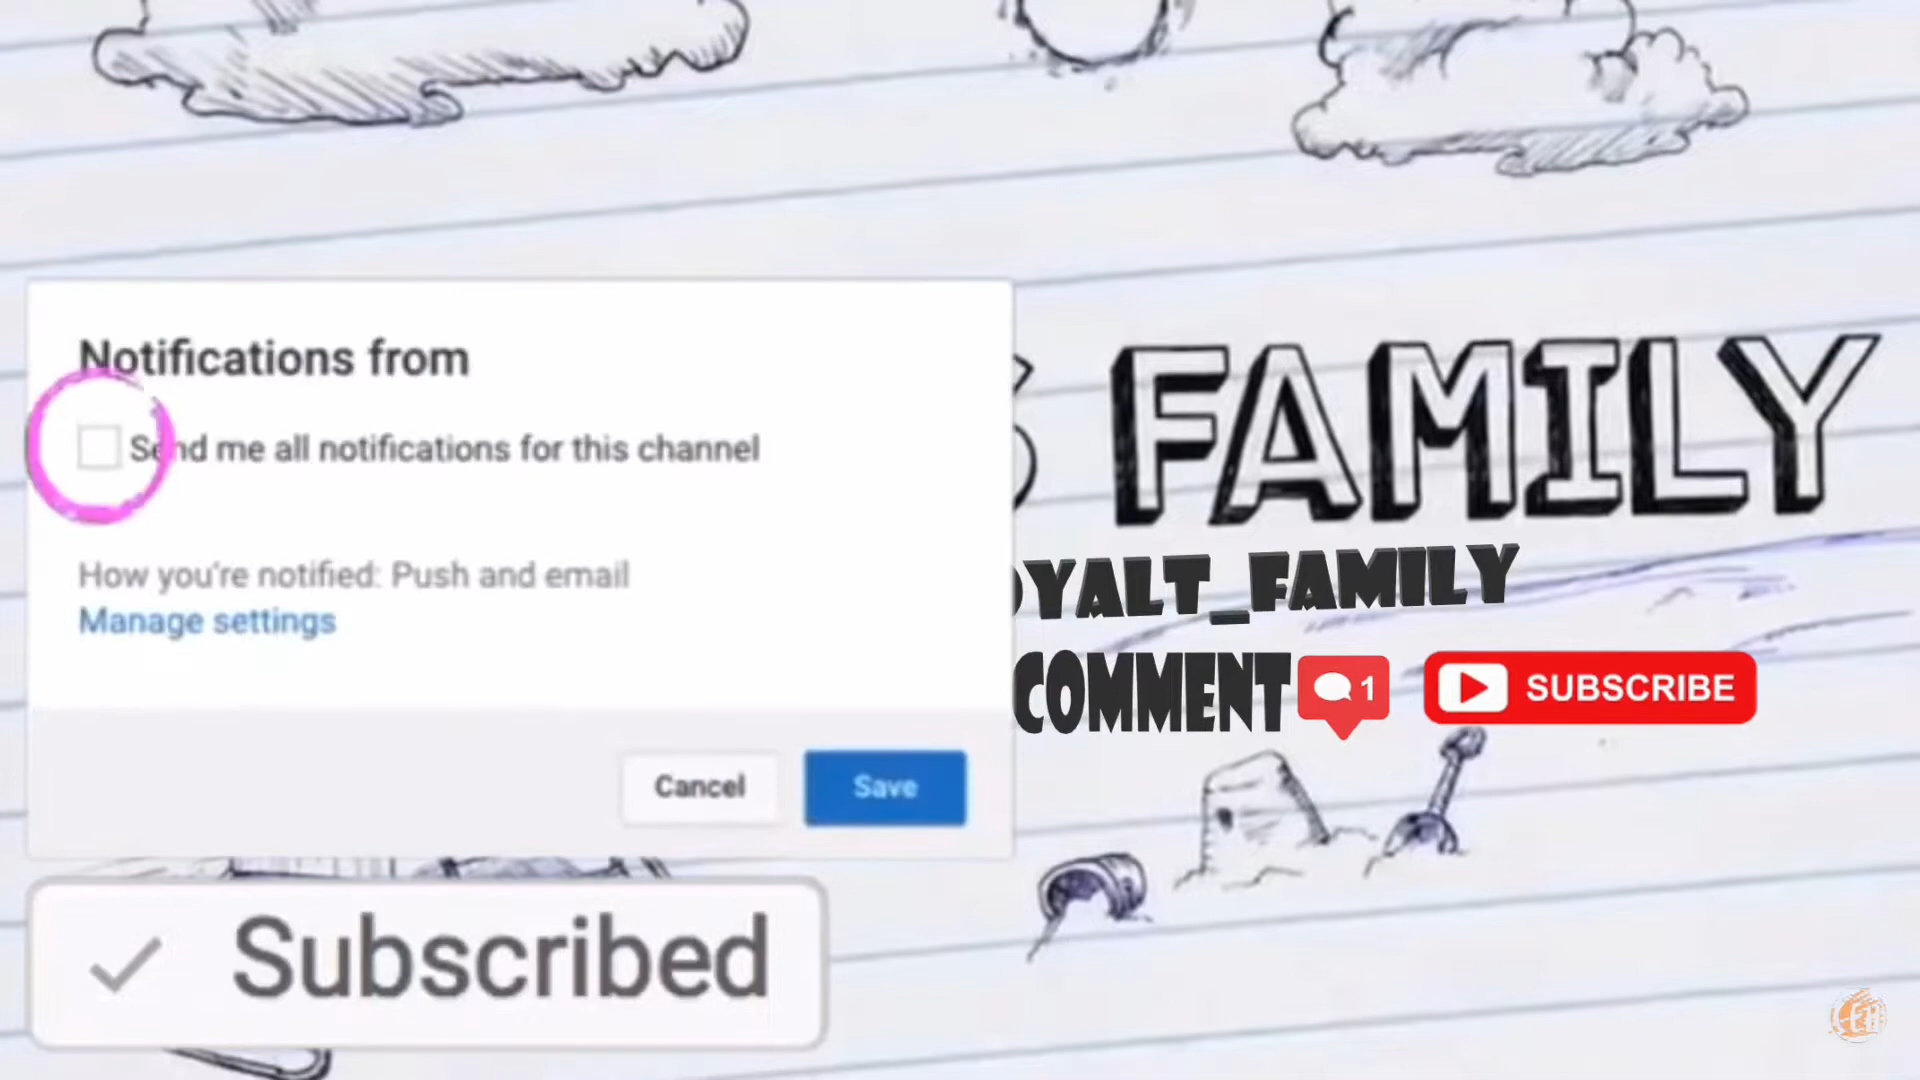 Notifications from
Send me all notifications for this channel
How you're notified: Push and email
Manage settings
Cancel
Save
Subscribed
FAMILY
YALT_FAMILY
COMMENT
1
SUBSCRIBE